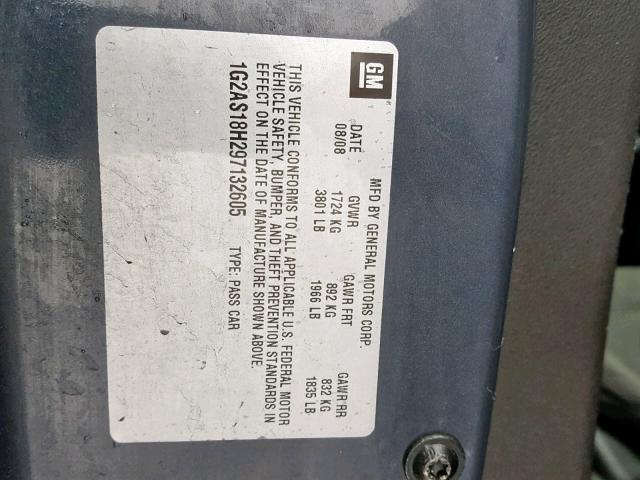 GM
MFD BY GENERAL MOTORS CORP.
DATE GVWR GAWR FRT GAWR RR
08/08 1724 KG 892 KG 832 KG
3801 LB 1966 LB 1835 LB
THIS VEHICLE CONFORMS TO ALL APPLICABLE U.S. FEDERAL MOTOR
VEHICLE SAFETY, BUMPER, AND THEFT PREVENTION STANDARDS IN
EFFECT ON THE DATE OF MANUFACTURE SHOWN ABOVE.
1G2AS18H297132605 TYPE: PASS CAR